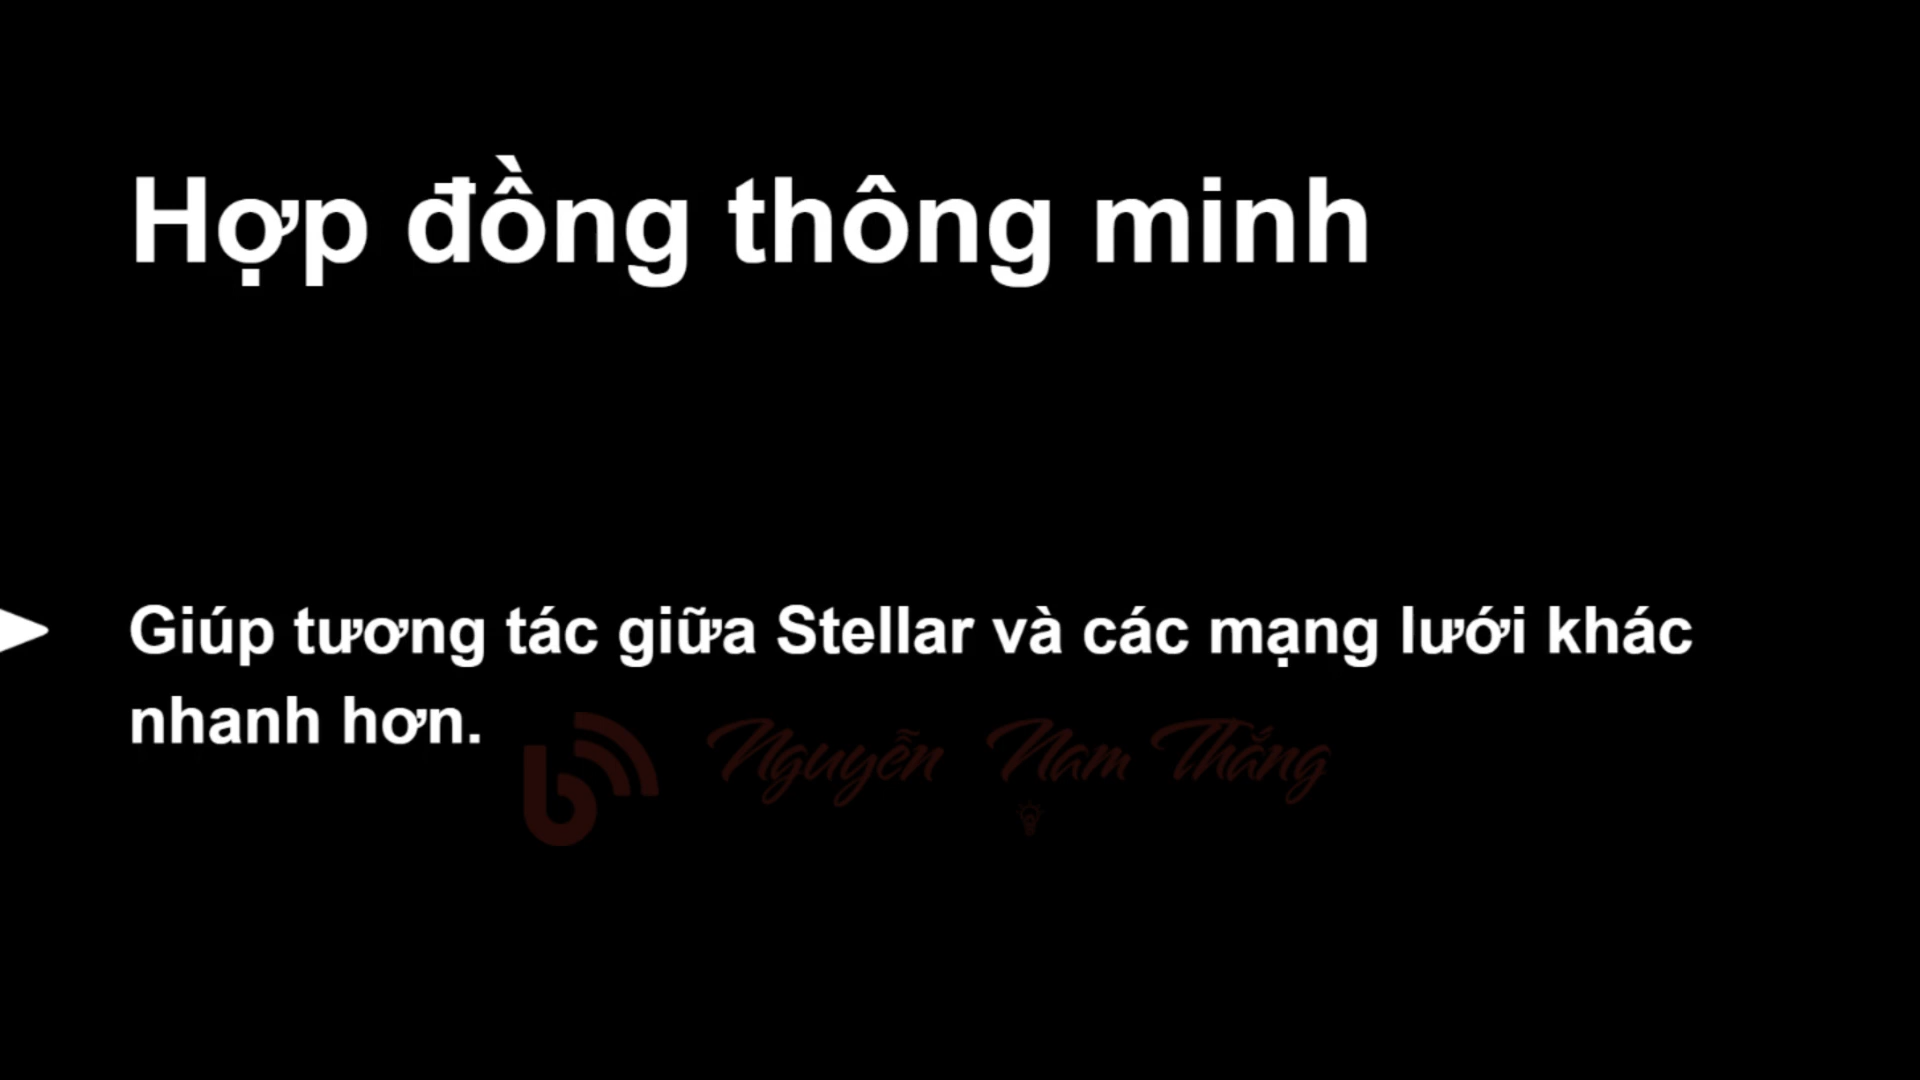 Hợp đồng thông minh
Giúp tương tác giữa Stellar và các mạng lưới khác
nhanh hơn.
Nguyễn Nam Thắng